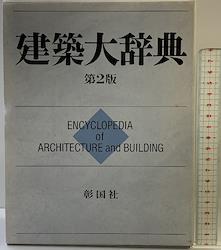 建築大辞典
第2版
ENCYCLOPEDIA
of
ARCHITECTURE and BUILDING
彰国社